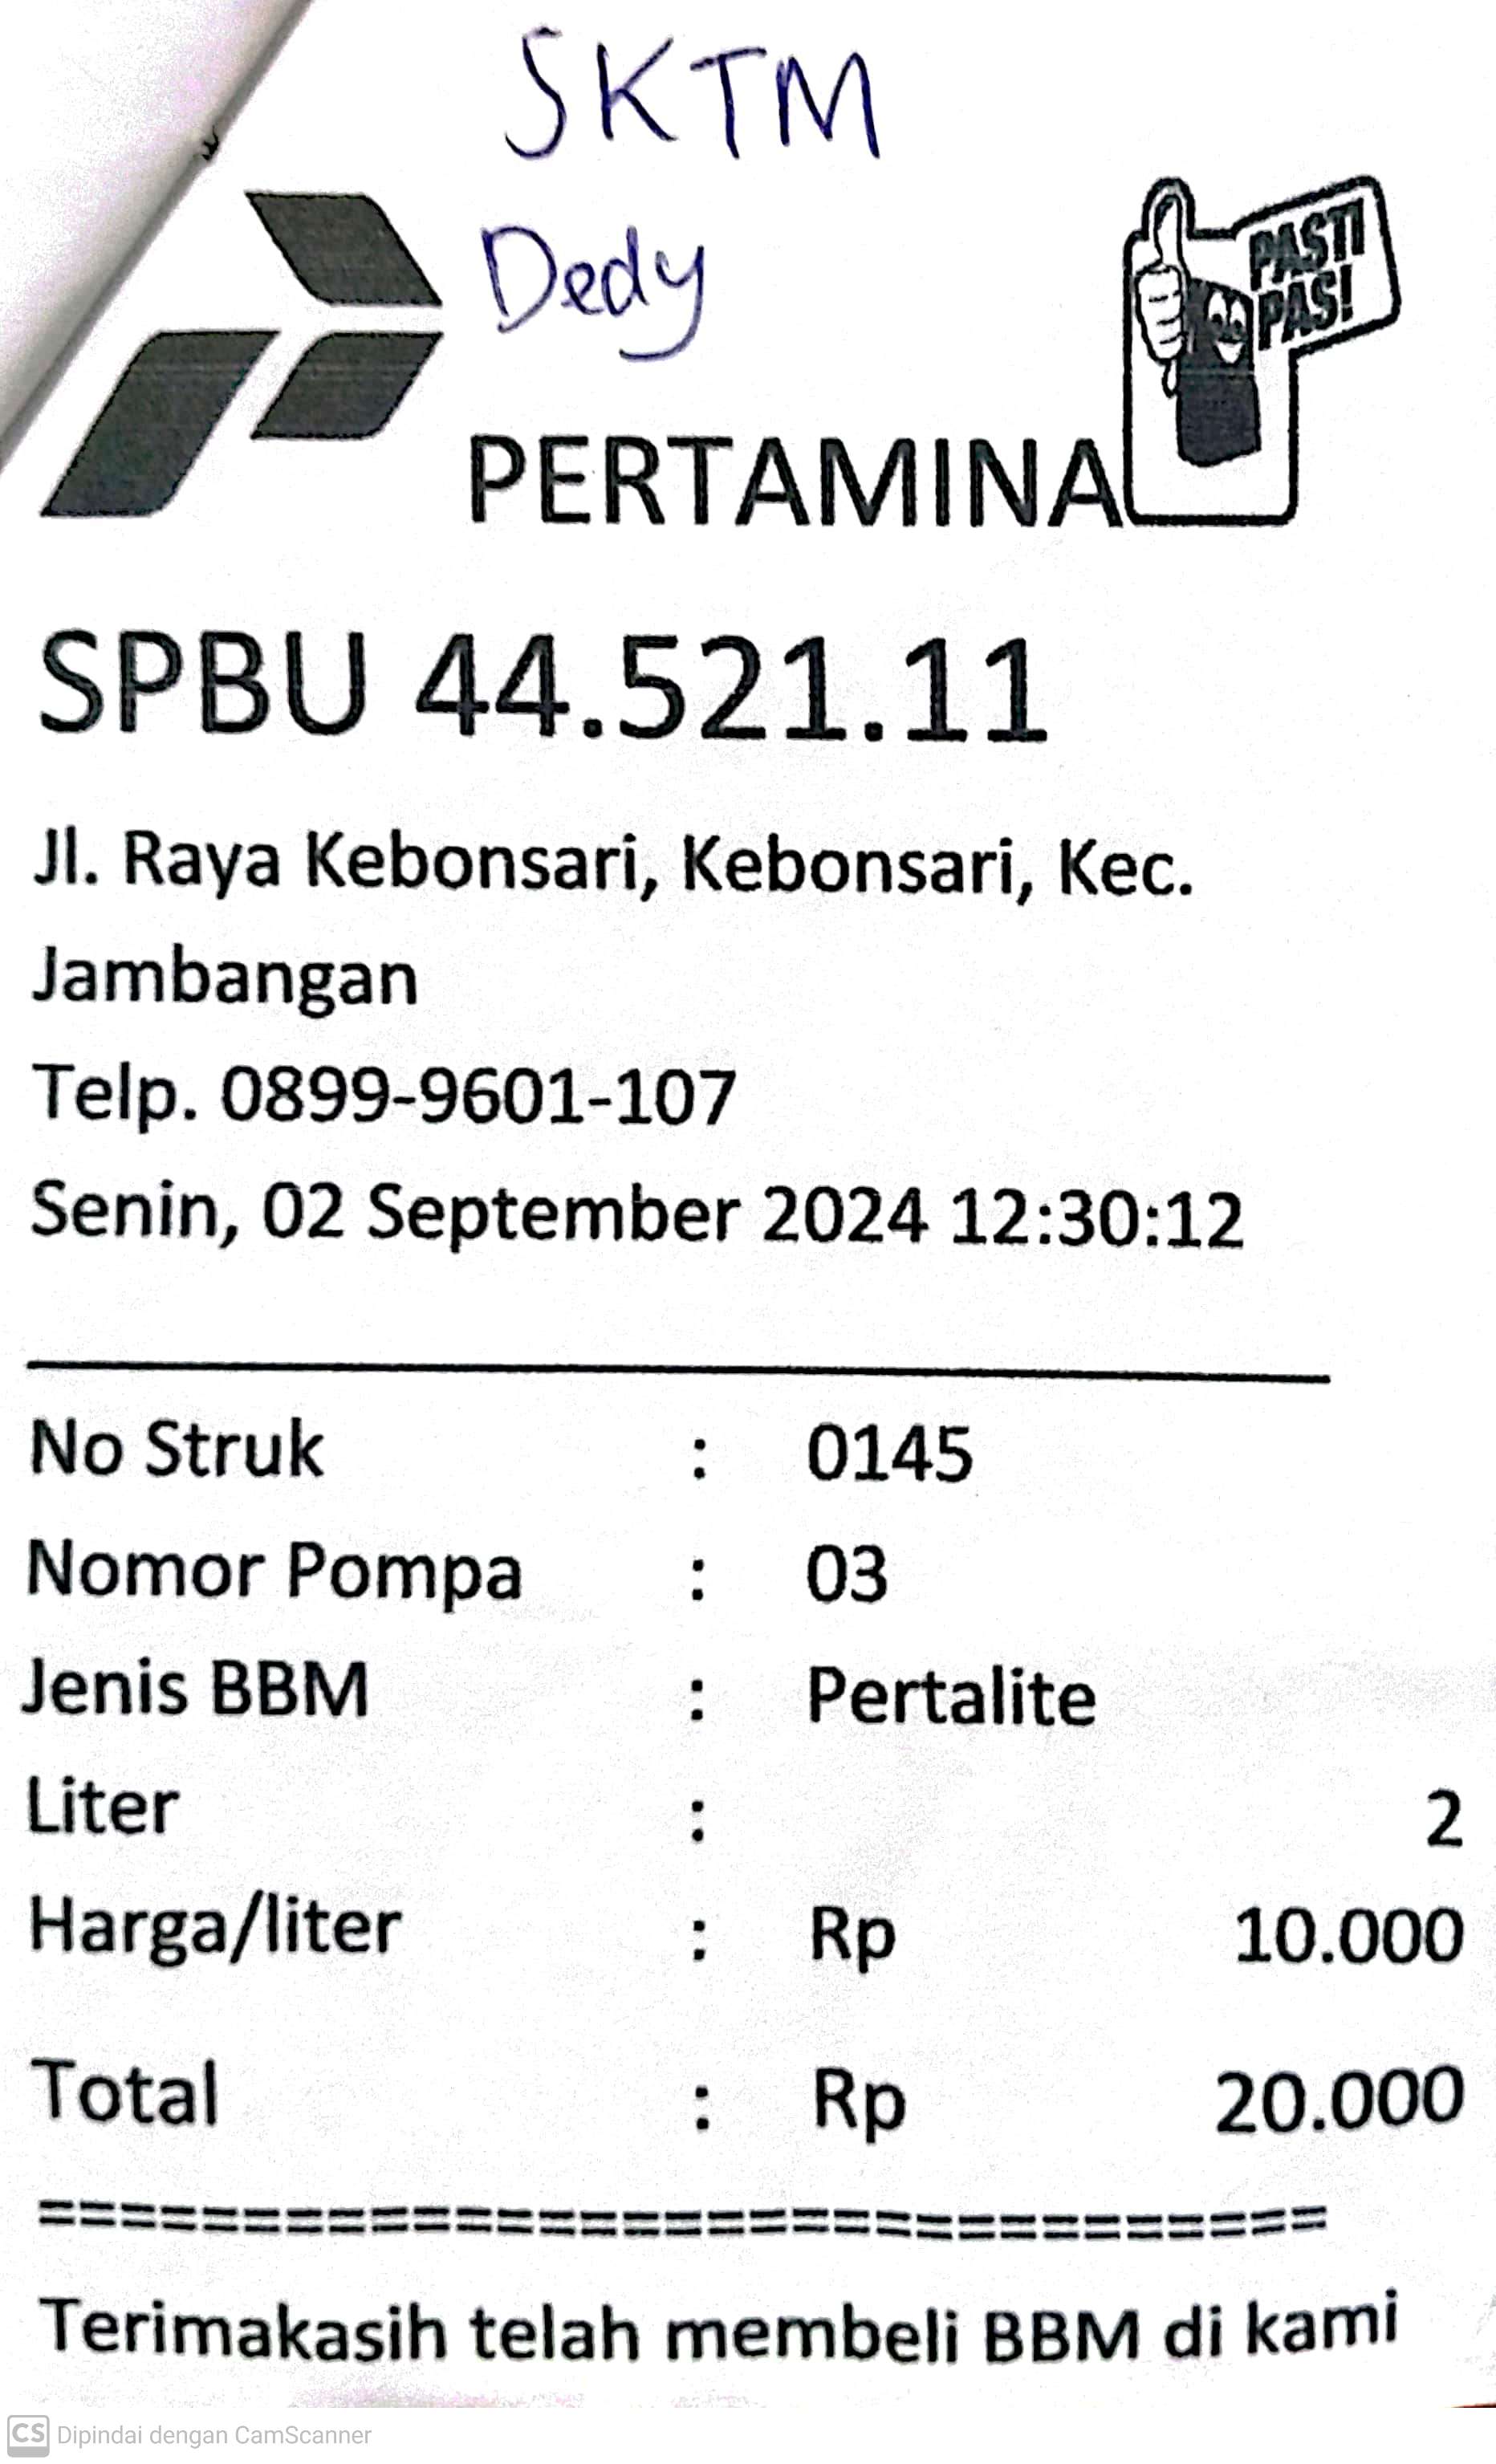 SKTM
Dedy
PASTI
PAS!
PERTAMINA
SPBU 44.521.11
Jl. Raya Kebonsari, Kebonsari, Kec.
Jambangan
Telp. 0899-9601-107
Senin, 02 September 2024 12:30:12
No Struk : 0145
Nomor Pompa : 03
Jenis BBM : Pertalite
Liter : 2
Harga/liter : Rp 10.000
Total : Rp 20.000
===============================
Terimakasih telah membeli BBM di kami
CS Dipindai dengan CamScanner